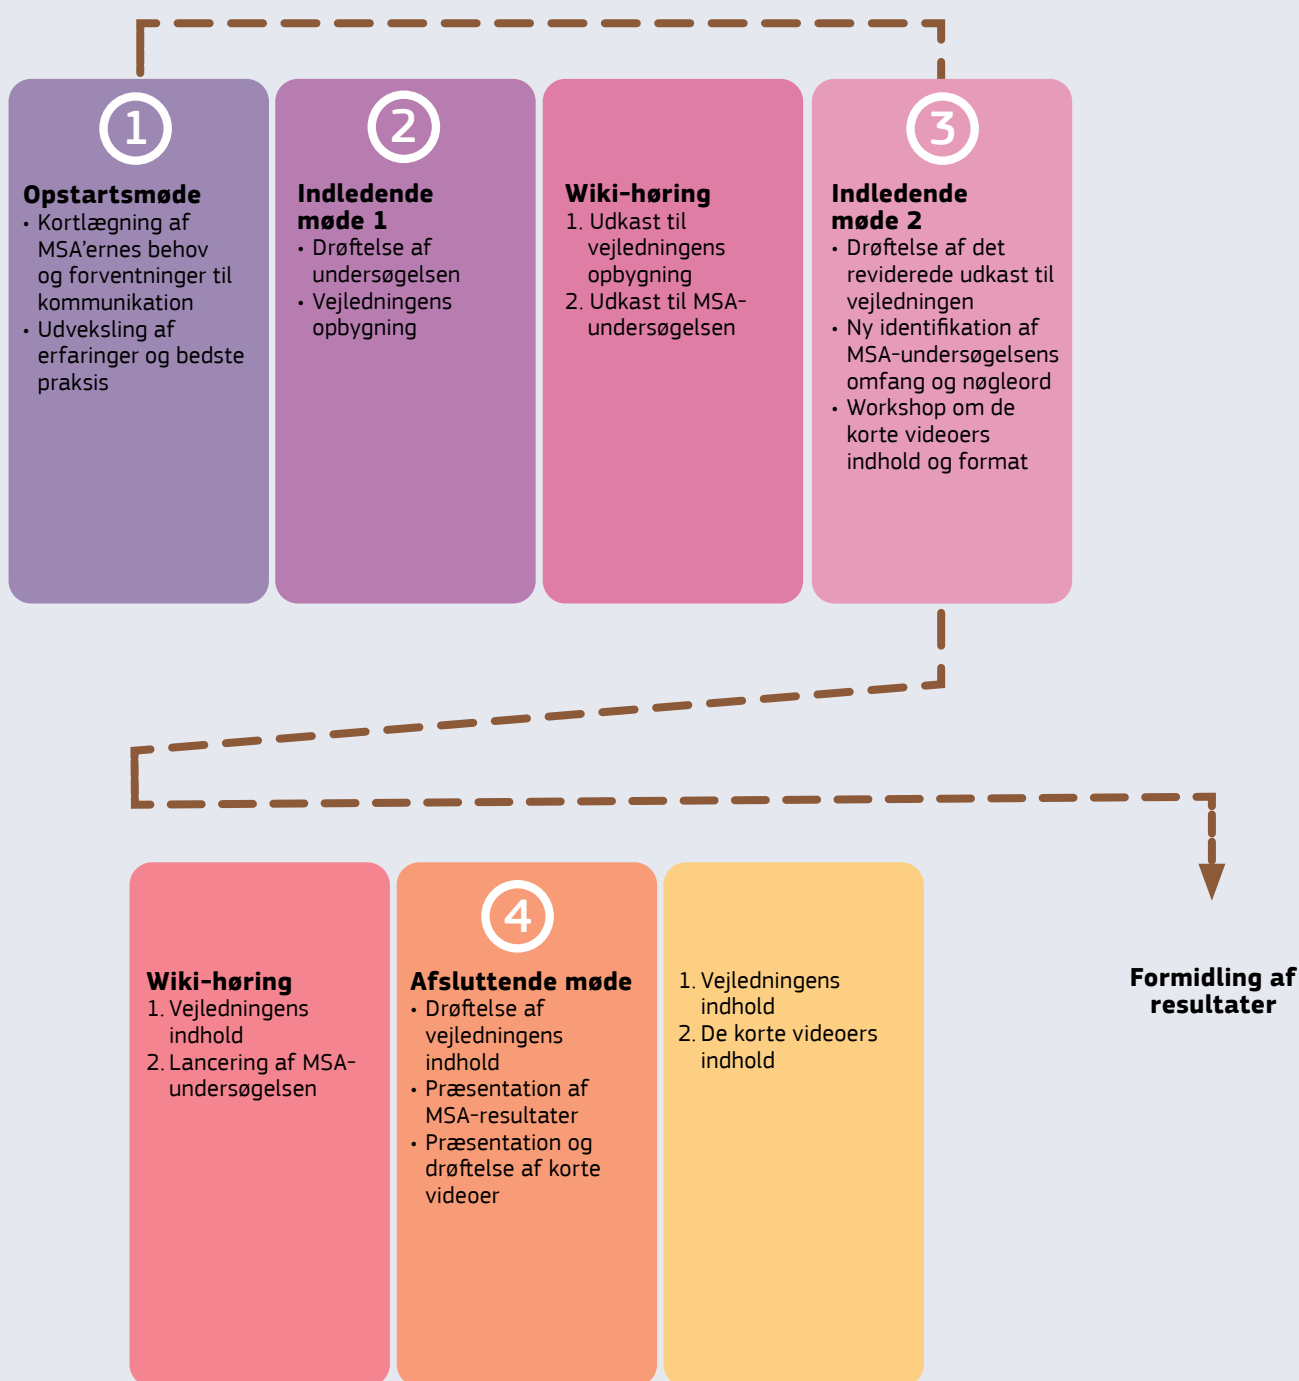 1
Opstartsmøde
• Kortlægning af
MSA’ernes behov
og forventninger til
kommunikation
• Udveksling af
erfaringer og bedste
praksis
2
Indledende
møde 1
• Drøftelse af
undersøgelsen
• Vejledningens
opbygning
Wiki-høring
1. Udkast til
vejledningens
opbygning
2. Udkast til MSA-
undersøgelsen
3
Indledende
møde 2
• Drøftelse af det
reviderede udkast til
vejledningen
• Ny identifikation af
MSA-undersøgelsens
omfang og nøgleord
• Workshop om de
korte videoers
indhold og format
Wiki-høring
1. Vejledningens
indhold
2. Lancering af MSA-
undersøgelsen
4
Afsluttende møde
• Drøftelse af
vejledningens
indhold
• Præsentation af
MSA-resultater
• Præsentation og
drøftelse af korte
videoer
1. Vejledningens
indhold
2. De korte videoers
indhold
Formidling af
resultater